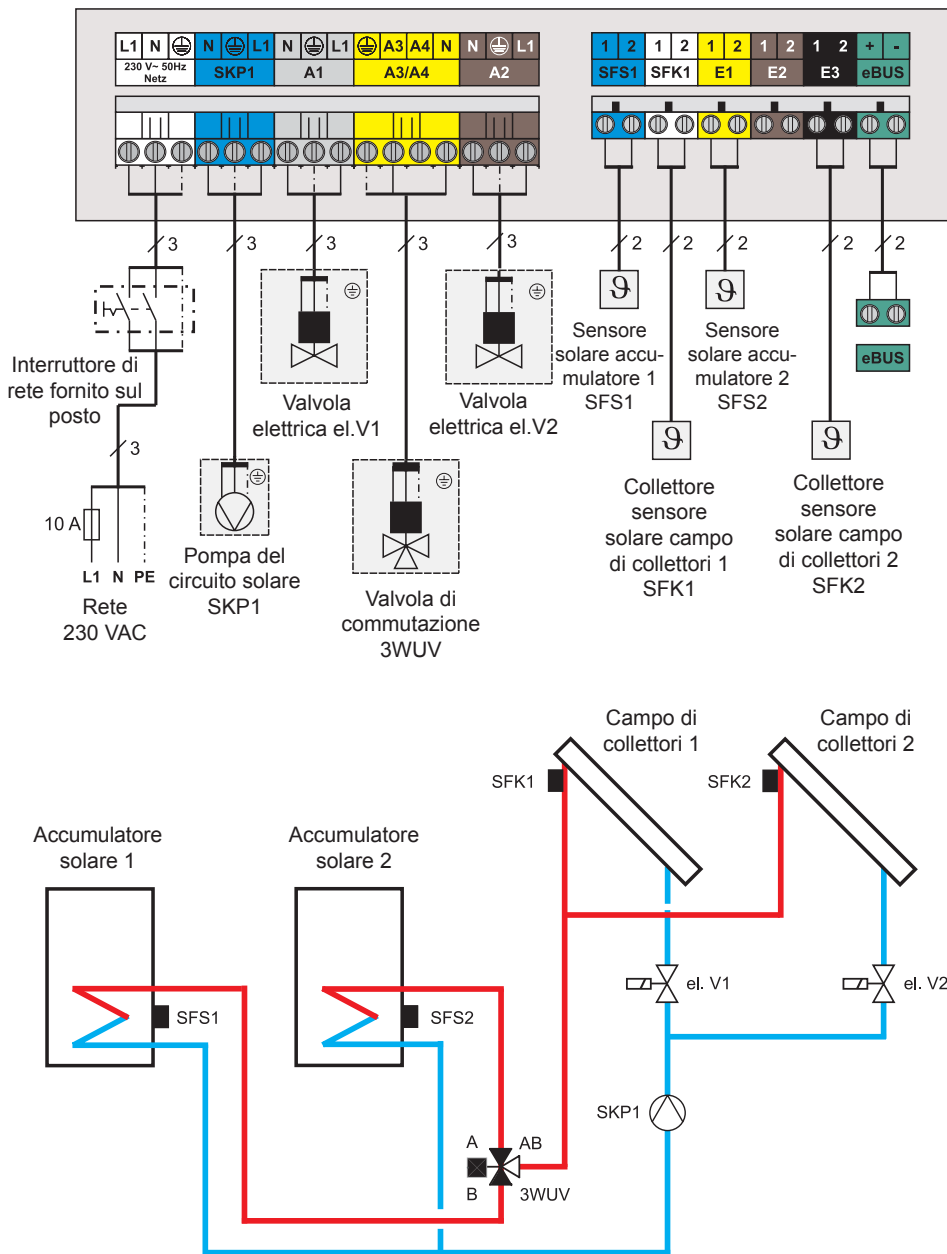 L1 N N L1 N L1 A3 A4 N N L1
230 V~ 50Hz
Netz
SKP1 A1 A3/A4 A2
1 2 1 2 1 2 1 2 1 2 + -
SFS1 SFK1 E1 E2 E3 eBUS
3 3 3 3 3 2 2 2 2 2
Interruttore di
rete fornito sul
posto
3
10 A
L1 N PE
Rete
230 VAC
Pompa del
circuito solare
SKP1
Valvola
elettrica el.V1
Valvola di
commutazione
3WUV
Valvola
elettrica el.V2
ϑ
Sensore
solare accu-
mulatore 1
SFS1
ϑ
Collettore
sensore
solare campo
di collettori 1
SFK1
ϑ
Sensore
solare accu-
mulatore 2
SFS2
ϑ
Collettore
sensore
solare campo
di collettori 2
SFK2
eBUS
Campo di
collettori 1
Campo di
collettori 2
SFK1
SFK2
Accumulatore
solare 1
Accumulatore
solare 2
SFS1
SFS2
el. V1
el. V2
SKP1
A AB
B 3WUV